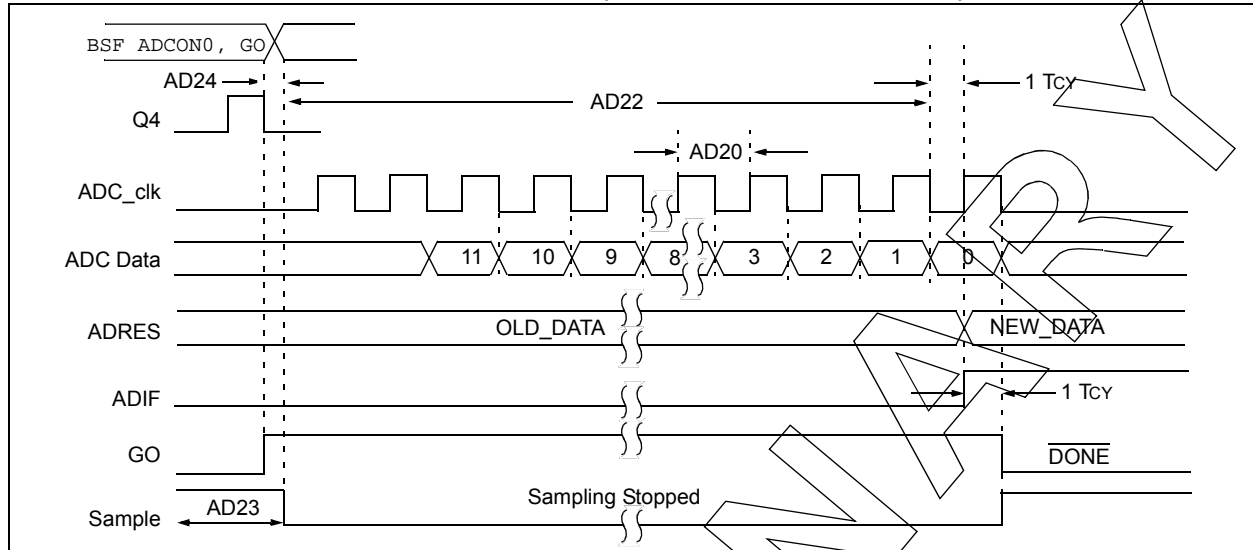 BSF ADCON0, GO
AD24
1 TCY
AD22
Q4
AD20
ADC_clk
ADC Data
11 10 9 8 3 2 1 0
ADRES
OLD_DATA
NEW_DATA
ADIF
1 TCY
GO
DONE
Sample
AD23
Sampling Stopped